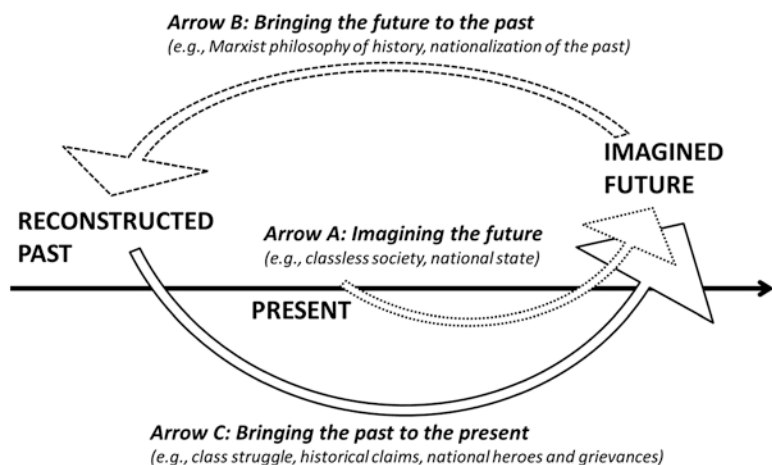 Arrow B: Bringing the future to the past
(e.g., Marxist philosophy of history, nationalization of the past)
IMAGINED
FUTURE
RECONSTRUCTED
PAST
Arrow A: Imagining the future
(e.g., classless society, national state)
PRESENT
Arrow C: Bringing the past to the present
(e.g., class struggle, historical claims, national heroes and grievances)